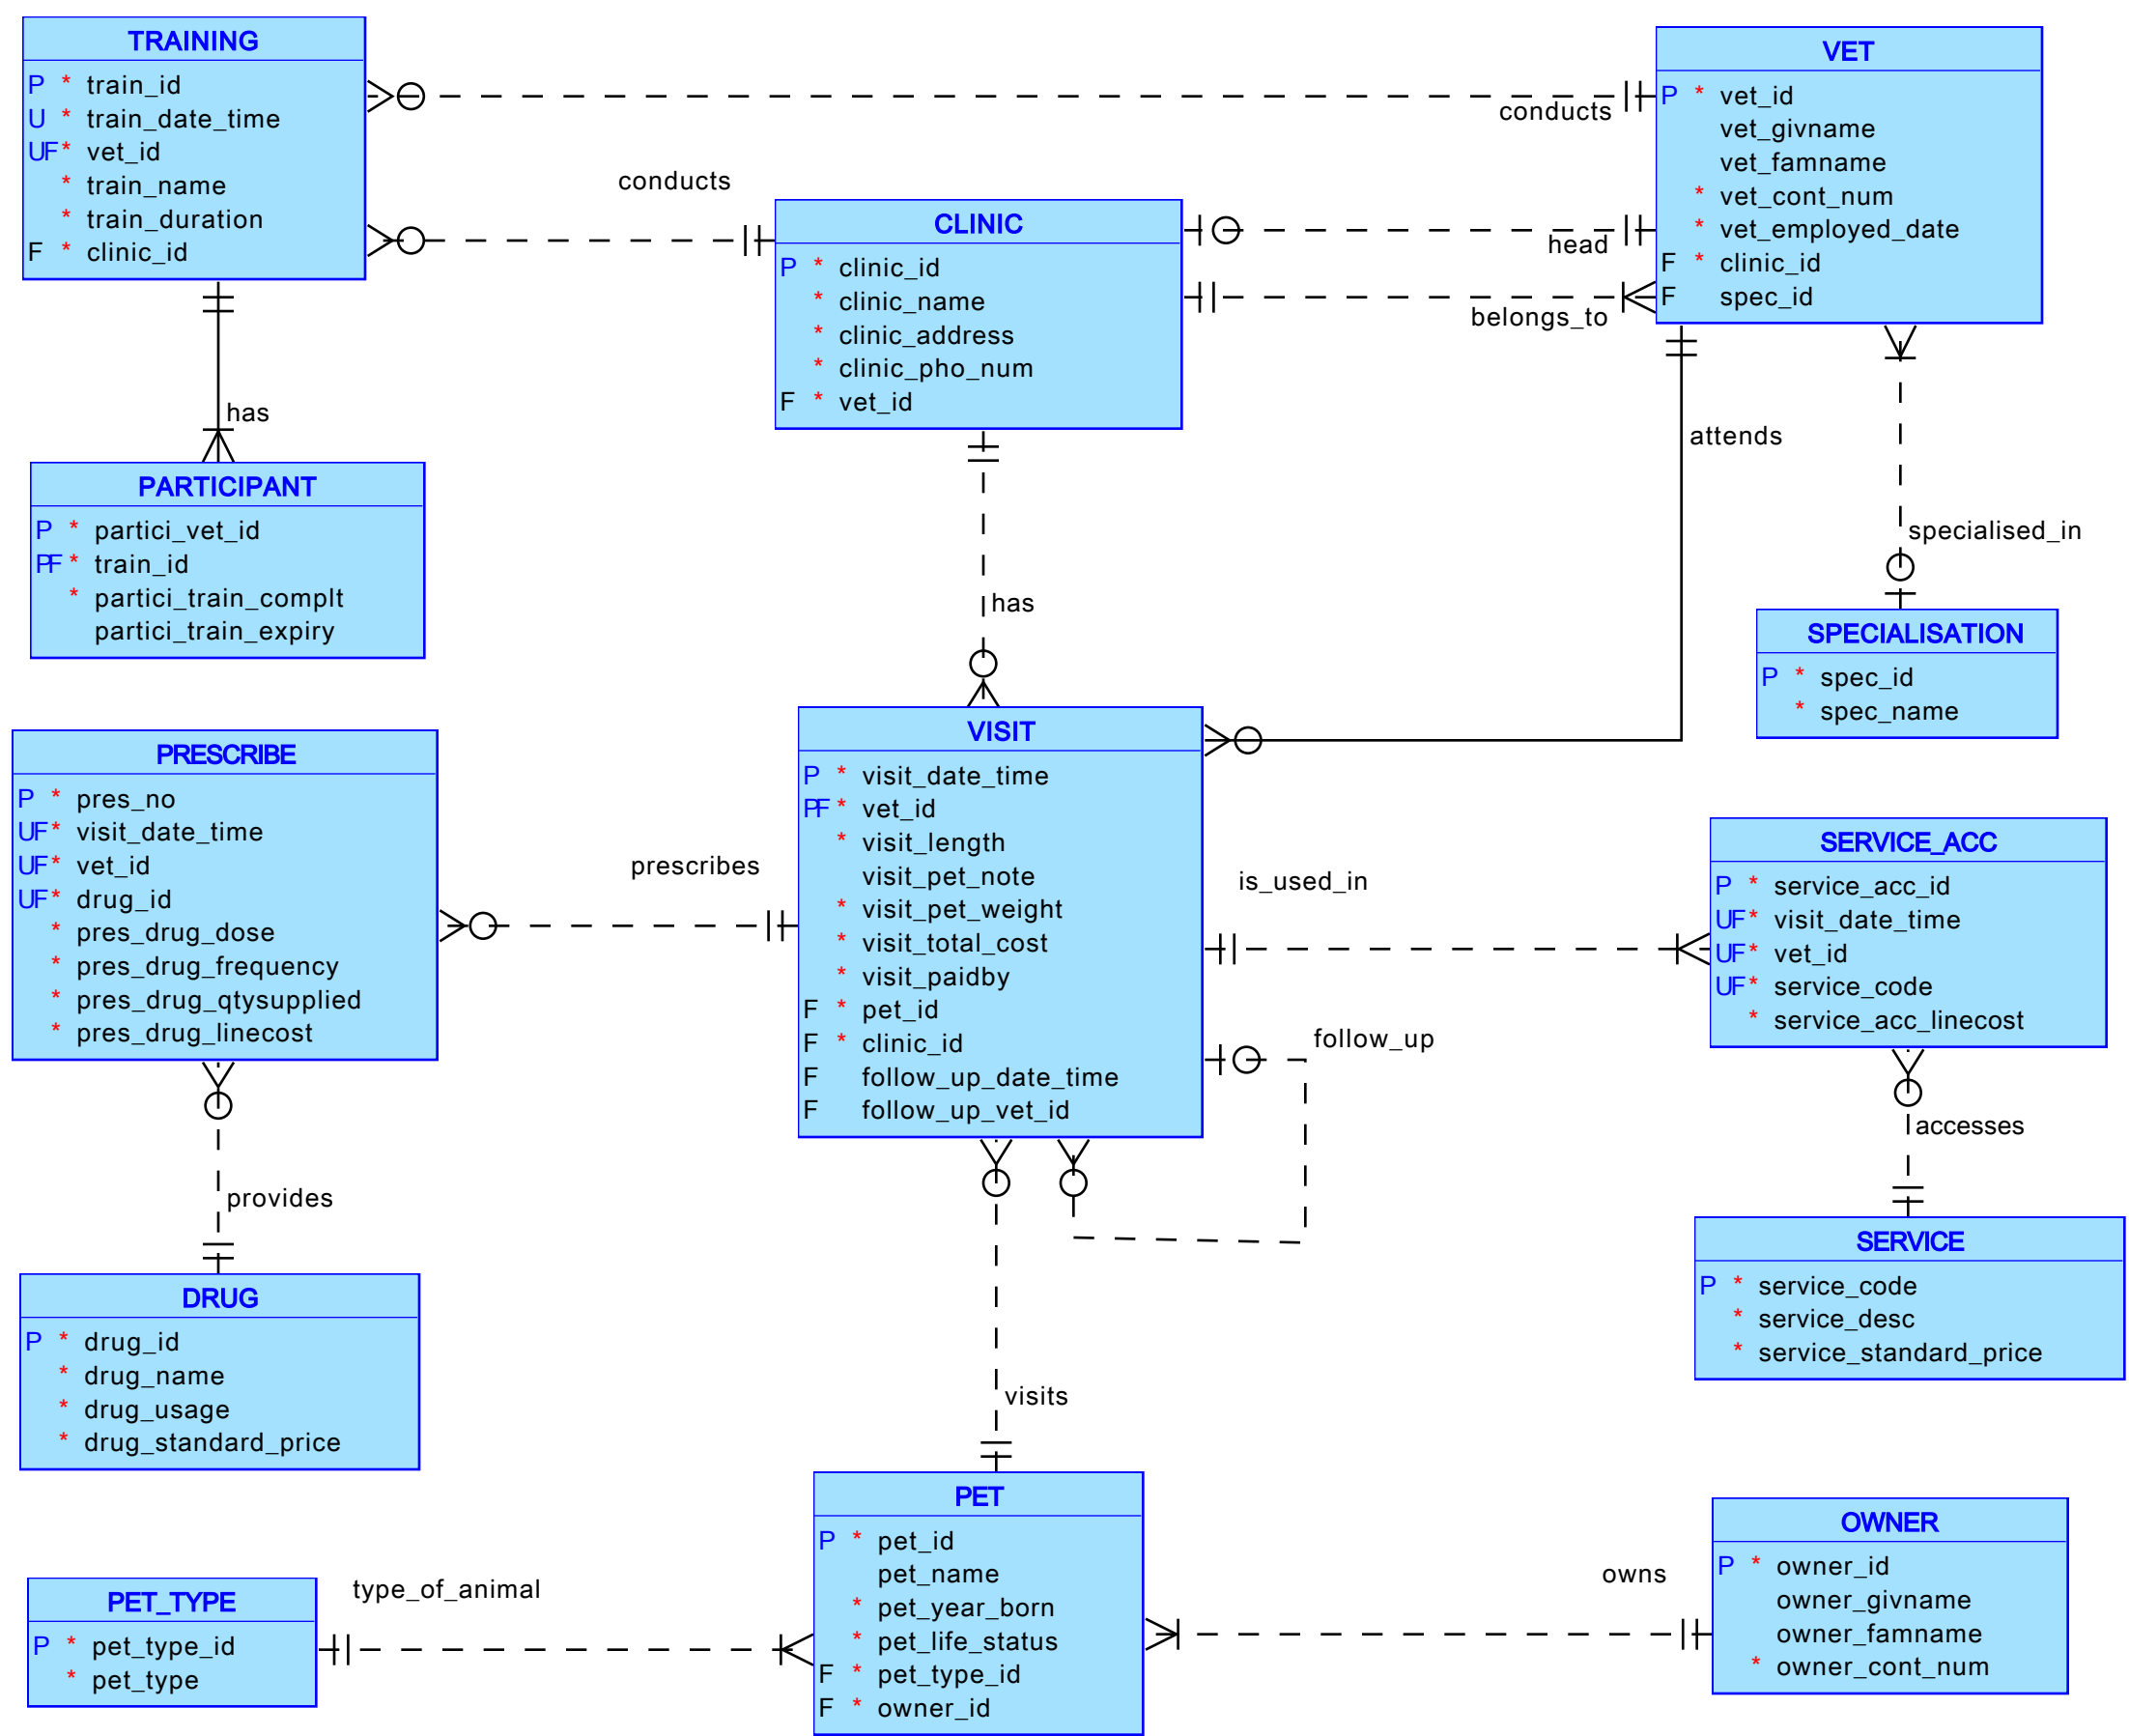 TRAINING
P * train_id
U * train_date_time
UF* vet_id
* train_name
* train_duration
F * clinic_id
conducts
VET
P * vet_id
vet_givname
vet_famname
* vet_cont_num
* vet_employed_date
F * clinic_id
F spec_id
conducts
CLINIC
P * clinic_id
* clinic_name
* clinic_address
* clinic_pho_num
F * vet_id
head
belongs_to
has
attends
PARTICIPANT
P * partici_vet_id
PF* train_id
* partici_train_complt
partici_train_expiry
specialised_in
has
SPECIALISATION
P * spec_id
* spec_name
PRESCRIBE
P * pres_no
UF* visit_date_time
UF* vet_id
UF* drug_id
* pres_drug_dose
* pres_drug_frequency
* pres_drug_qtysupplied
* pres_drug_linecost
prescribes
VISIT
P * visit_date_time
PF* vet_id
* visit_length
visit_pet_note
* visit_pet_weight
* visit_total_cost
* visit_paidby
F * pet_id
F * clinic_id
F follow_up_date_time
F follow_up_vet_id
is_used_in
SERVICE_ACC
P * service_acc_id
UF* visit_date_time
UF* vet_id
UF* service_code
* service_acc_linecost
follow_up
accesses
provides
SERVICE
P * service_code
* service_desc
* service_standard_price
DRUG
P * drug_id
* drug_name
* drug_usage
* drug_standard_price
visits
PET
P * pet_id
pet_name
* pet_year_born
* pet_life_status
F * pet_type_id
F * owner_id
owns
OWNER
P * owner_id
owner_givname
owner_famname
* owner_cont_num
type_of_animal
PET_TYPE
P * pet_type_id
* pet_type